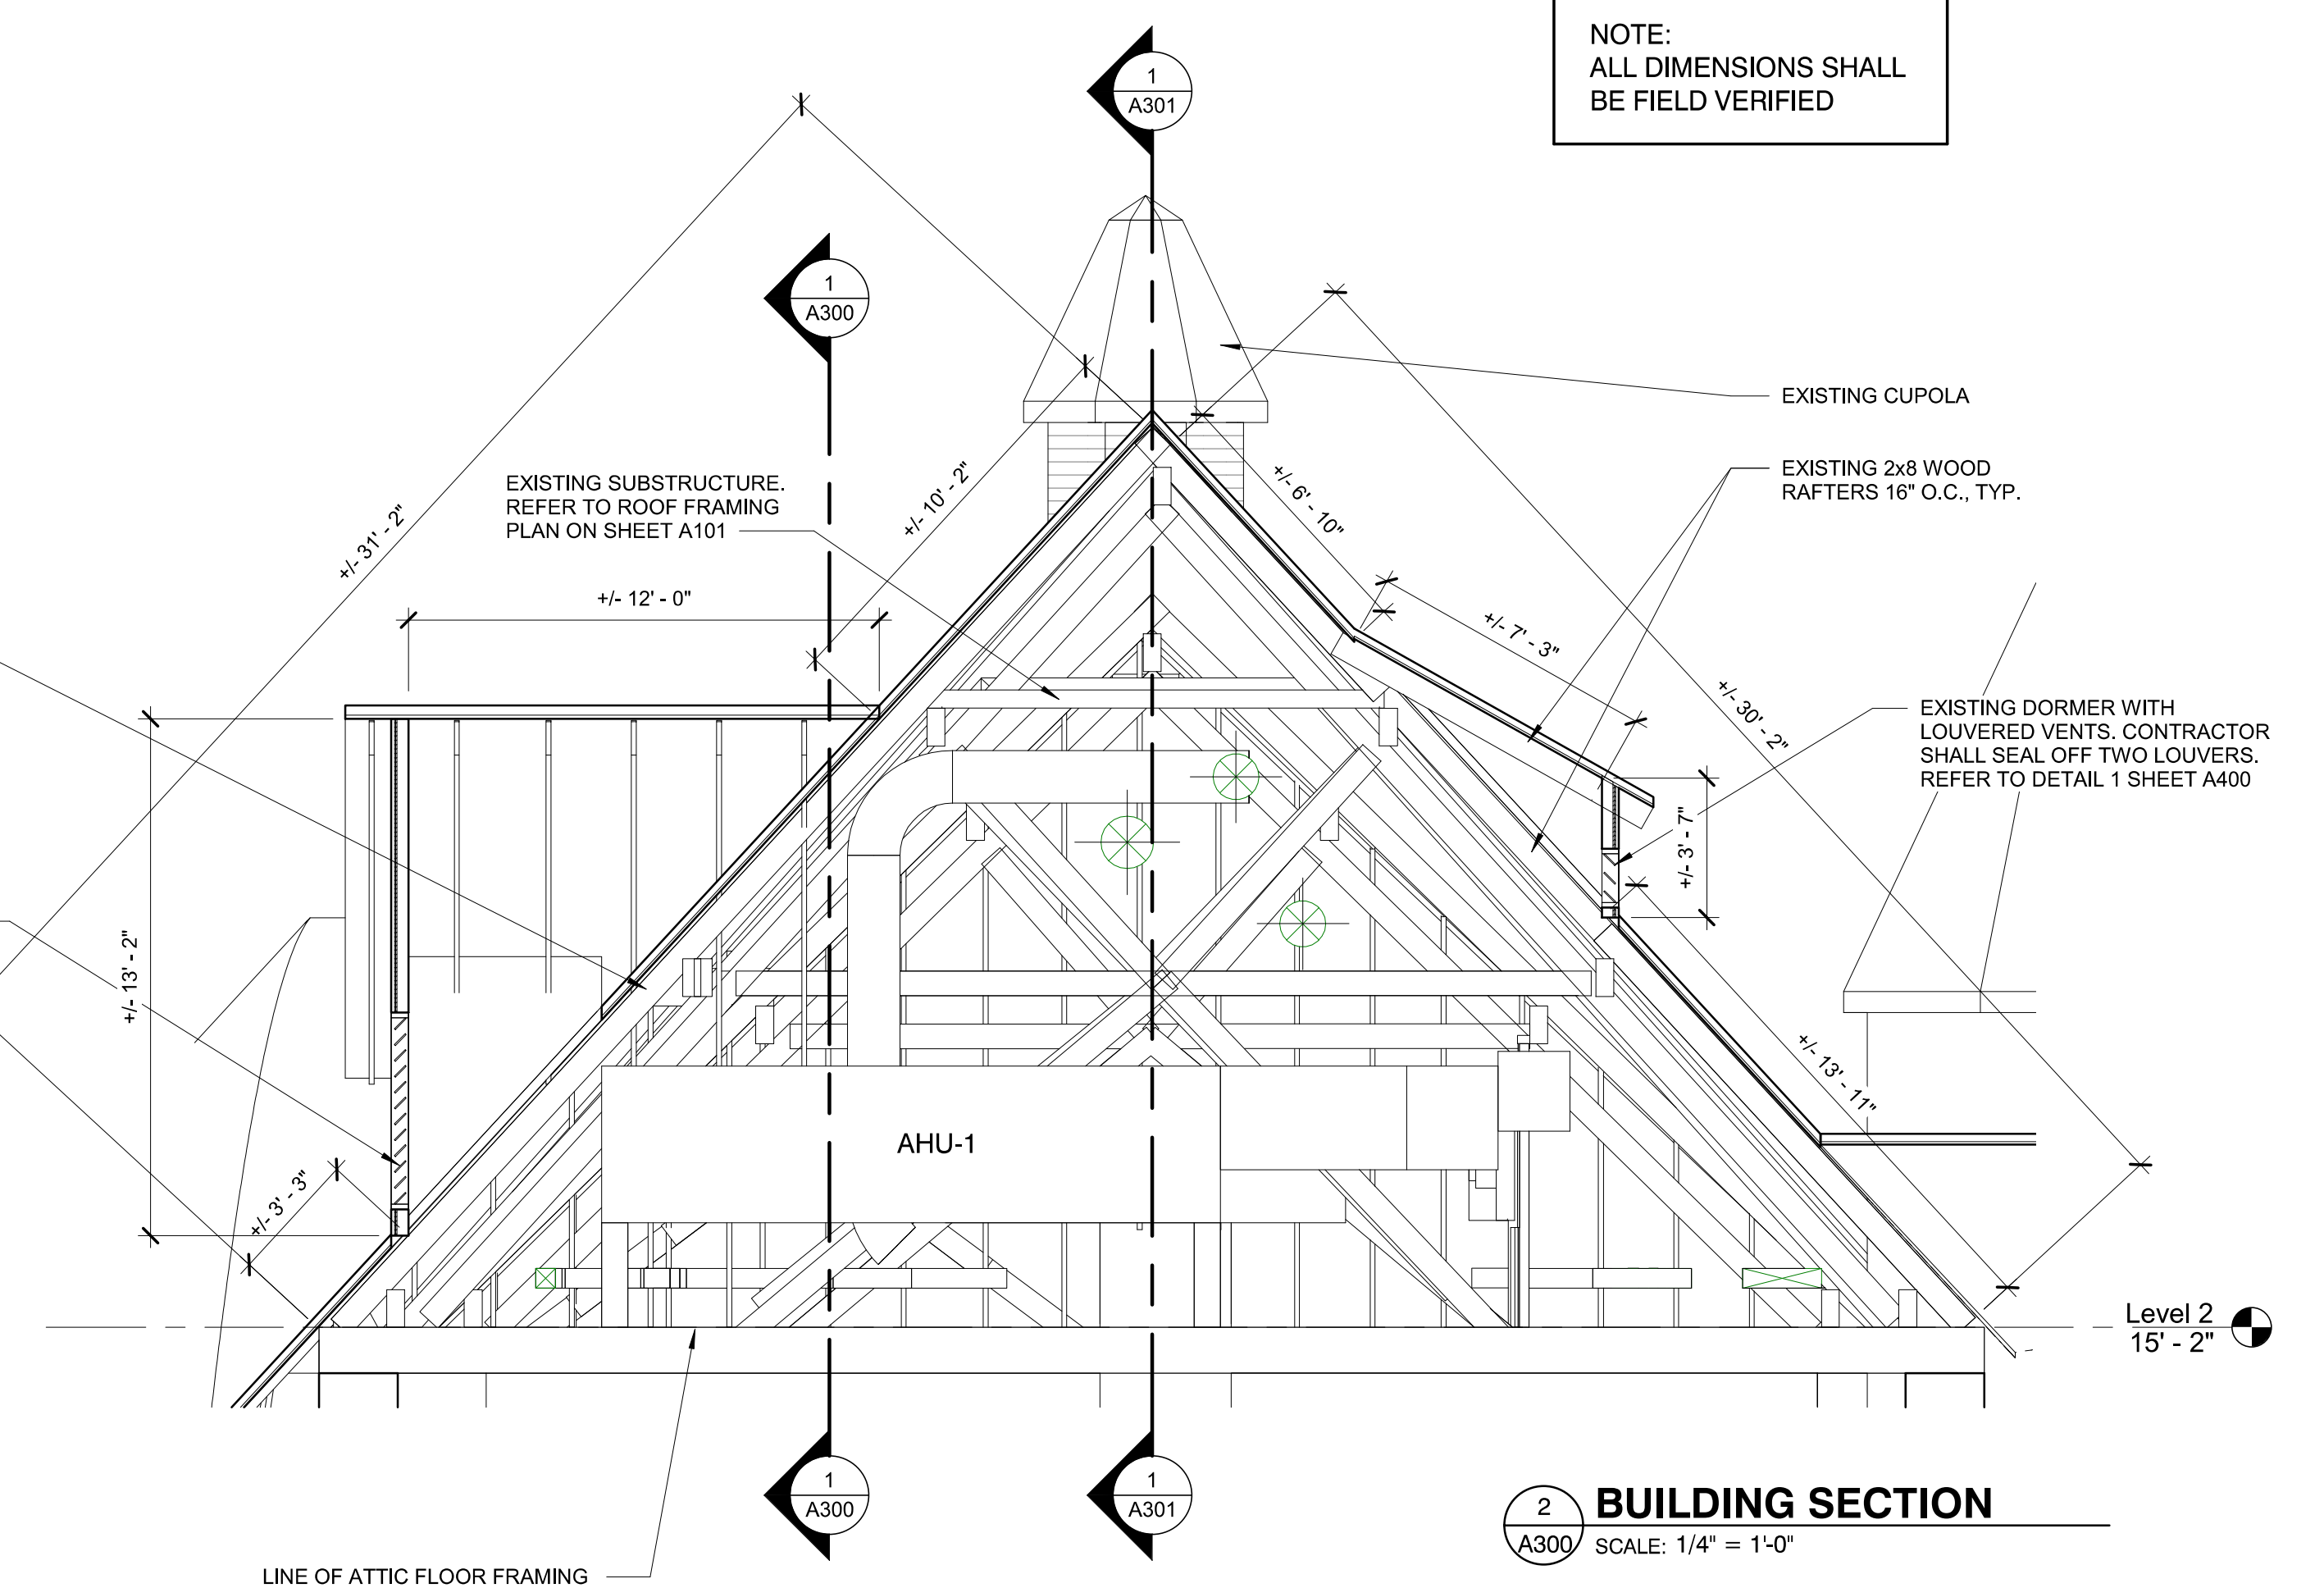 NOTE:
ALL DIMENSIONS SHALL
BE FIELD VERIFIED
1
A301
1
A300
EXISTING CUPOLA
EXISTING SUBSTRUCTURE.
REFER TO ROOF FRAMING
PLAN ON SHEET A101
EXISTING 2x8 WOOD
RAFTERS 16" O.C., TYP.
+/- 31' - 2"
+/- 10' - 2"
+/- 6' - 10"
+/- 12' - 0"
+/- 7' - 3"
+/- 30' - 2"
EXISTING DORMER WITH
LOUVERED VENTS. CONTRACTOR
SHALL SEAL OFF TWO LOUVERS.
REFER TO DETAIL 1 SHEET A400
+/- 3' - 7"
+/- 13' - 2"
+/- 13' - 11"
AHU-1
+/- 3' - 3"
Level 2
15' - 2"
1
A300
1
A301
2
A300
BUILDING SECTION
SCALE: 1/4" = 1'-0"
LINE OF ATTIC FLOOR FRAMING